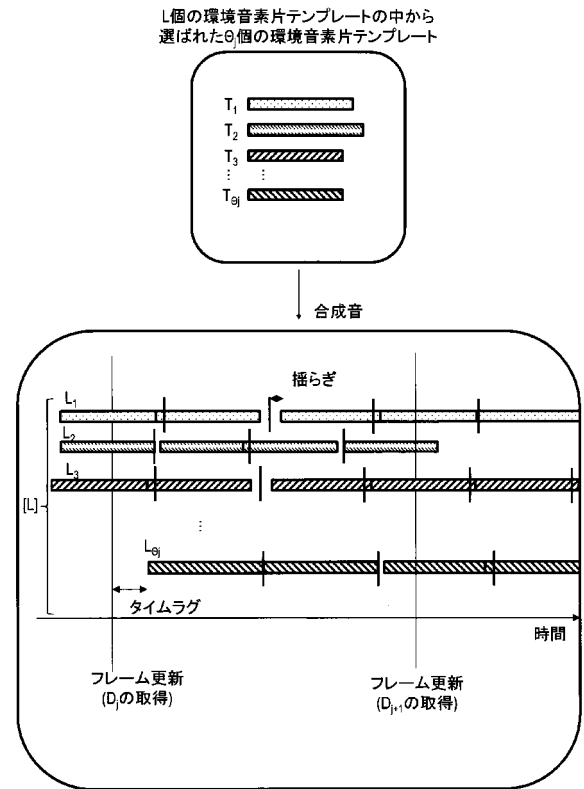 L個の環境音素片テンプレートの中から
選ばれたΘj個の環境音素片テンプレート
T1
T2
T3
⋮ ⋮
TΘj
合成音
揺らぎ
L1
L2
L3
[L]
⋮
LΘj
タイムラグ
時間
フレーム更新
(Djの取得)
フレーム更新
(Dj+1の取得)